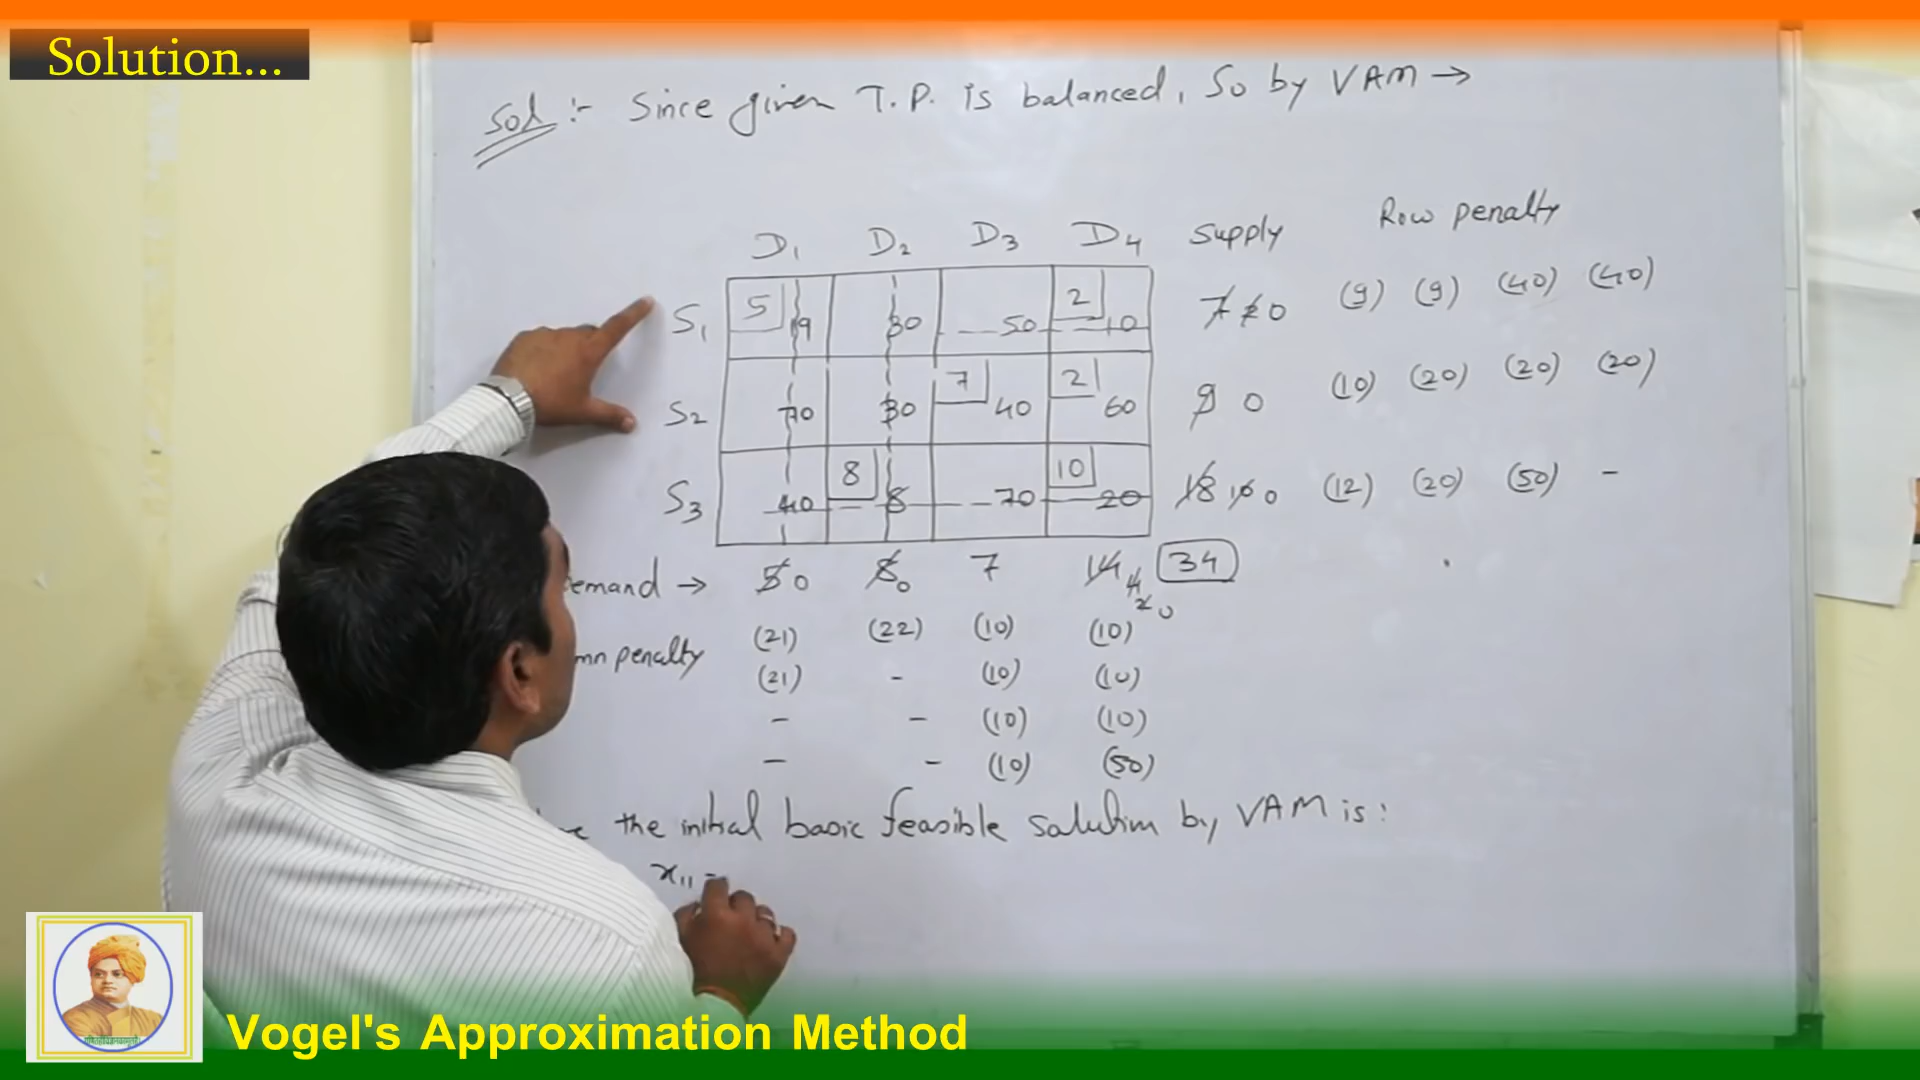 Solution...
Sol :- Since given T.P. is balanced, So by VAM →
D1 D2 D3 D4 Supply Row penalty
S1 5 19 30 50 2 10 7 2 0 (9) (9) (40) (40)
S2 70 30 7 40 2 60 9 0 (10) (20) (20) (20)
S3 40 8 8 70 10 20 18 10 0 (12) (20) (50) -
emand → 5 0 8 0 7 14 4 2 0 34
mn penalty (21) (22) (10) (10)
(21) - (10) (10)
- - (10) (10)
- - (10) (50)
the initial basic feasible solution by VAM is :
x11 =
Vogel's Approximation Method